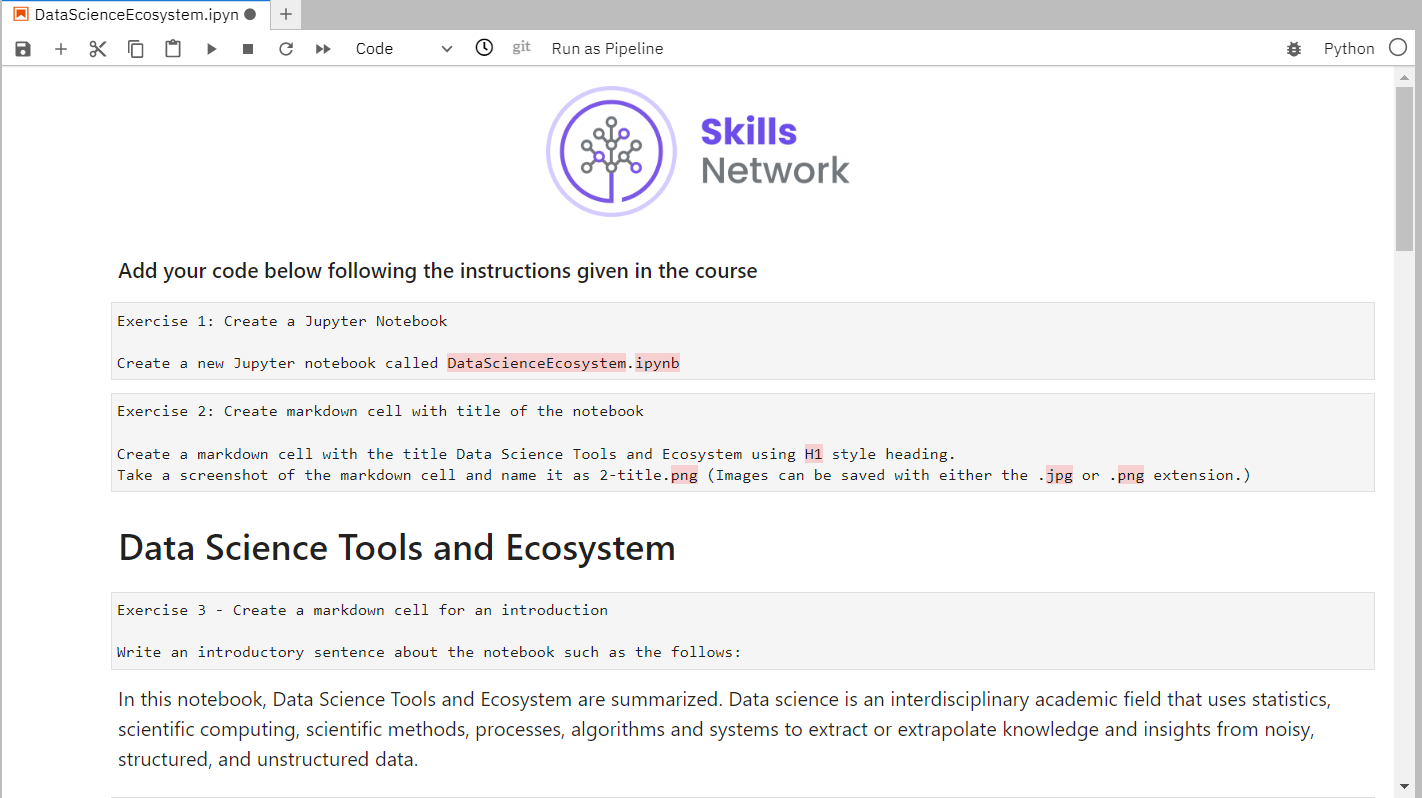 DataScienceEcosystem.ipyn
Code
git
Run as Pipeline
Python
Skills
Network
Add your code below following the instructions given in the course
Exercise 1: Create a Jupyter Notebook
Create a new Jupyter notebook called DataScienceEcosystem.ipynb
Exercise 2: Create markdown cell with title of the notebook
Create a markdown cell with the title Data Science Tools and Ecosystem using H1 style heading.
Take a screenshot of the markdown cell and name it as 2-title.png (Images can be saved with either the .jpg or .png extension.)
Data Science Tools and Ecosystem
Exercise 3 - Create a markdown cell for an introduction
Write an introductory sentence about the notebook such as the follows:
In this notebook, Data Science Tools and Ecosystem are summarized. Data science is an interdisciplinary academic field that uses statistics,
scientific computing, scientific methods, processes, algorithms and systems to extract or extrapolate knowledge and insights from noisy,
structured, and unstructured data.